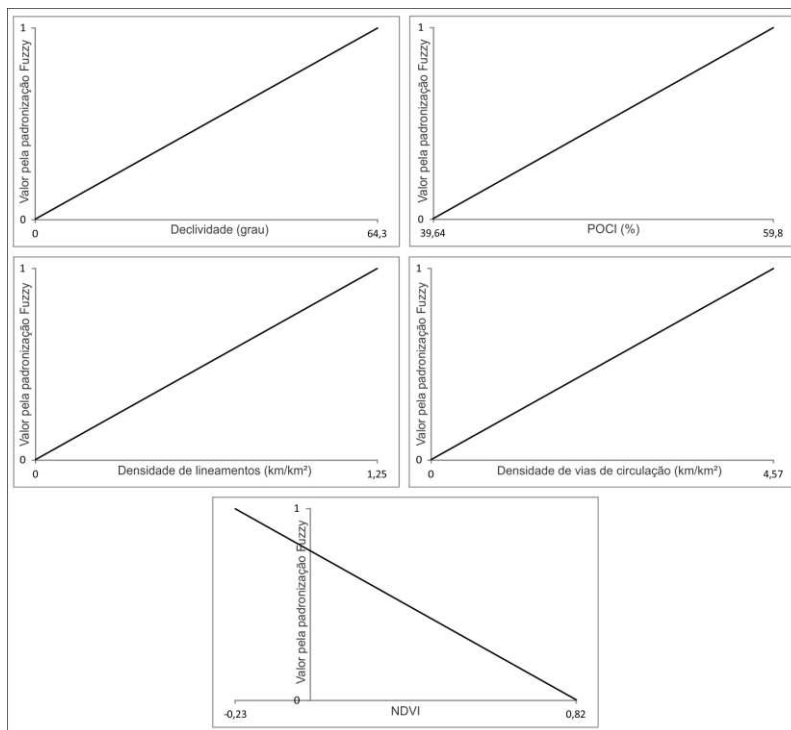 1
Valor pela padronização Fuzzy
0
0
Declividade (grau)
64,3
1
Valor pela padronização Fuzzy
0
39,64
POCI (%)
59,8
1
Valor pela padronização Fuzzy
0
0
Densidade de lineamentos (km/km²)
1,25
1
Valor pela padronização Fuzzy
0
0
Densidade de vias de circulação (km/km²)
4,57
1
Valor pela padronização Fuzzy
0
-0,23
NDVI
0,82